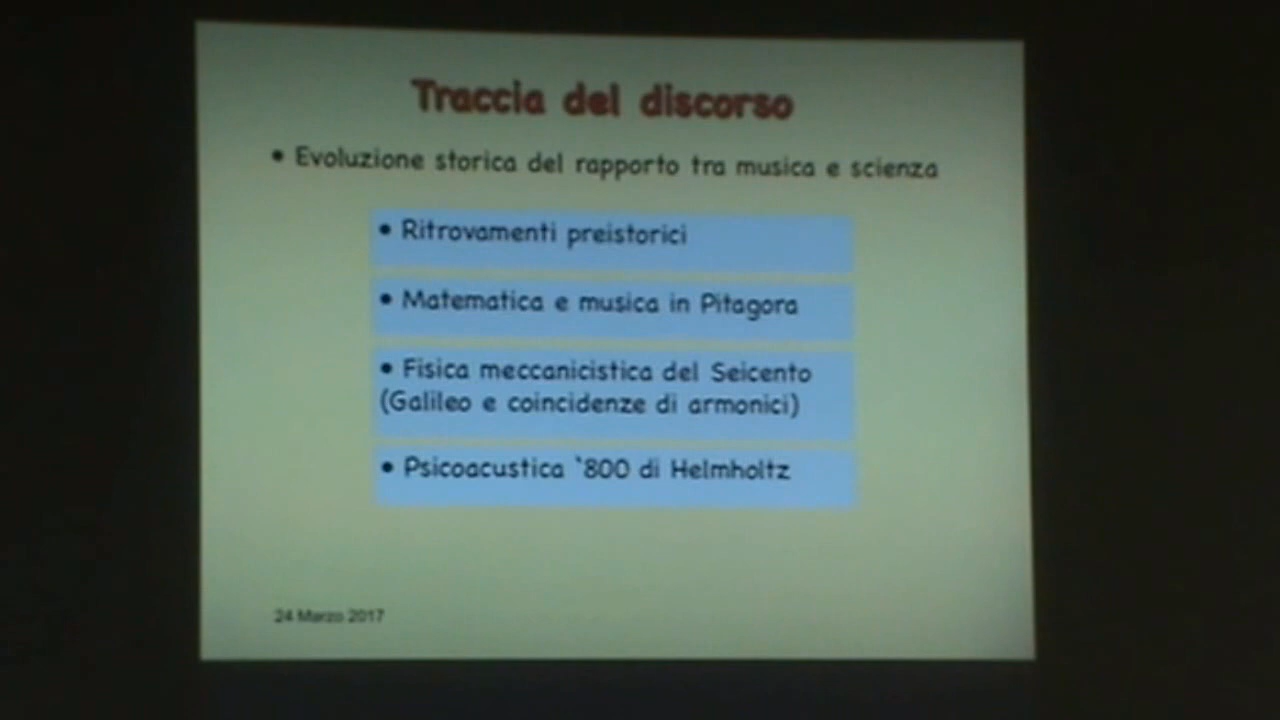 Traccia del discorso
• Evoluzione storica del rapporto tra musica e scienza
• Ritrovamenti preistorici
• Matematica e musica in Pitagora
• Fisica meccanicistica del Seicento
(Galileo e coincidenze di armonici)
• Psicoacustica `800 di Helmholtz
24 Marzo 2017